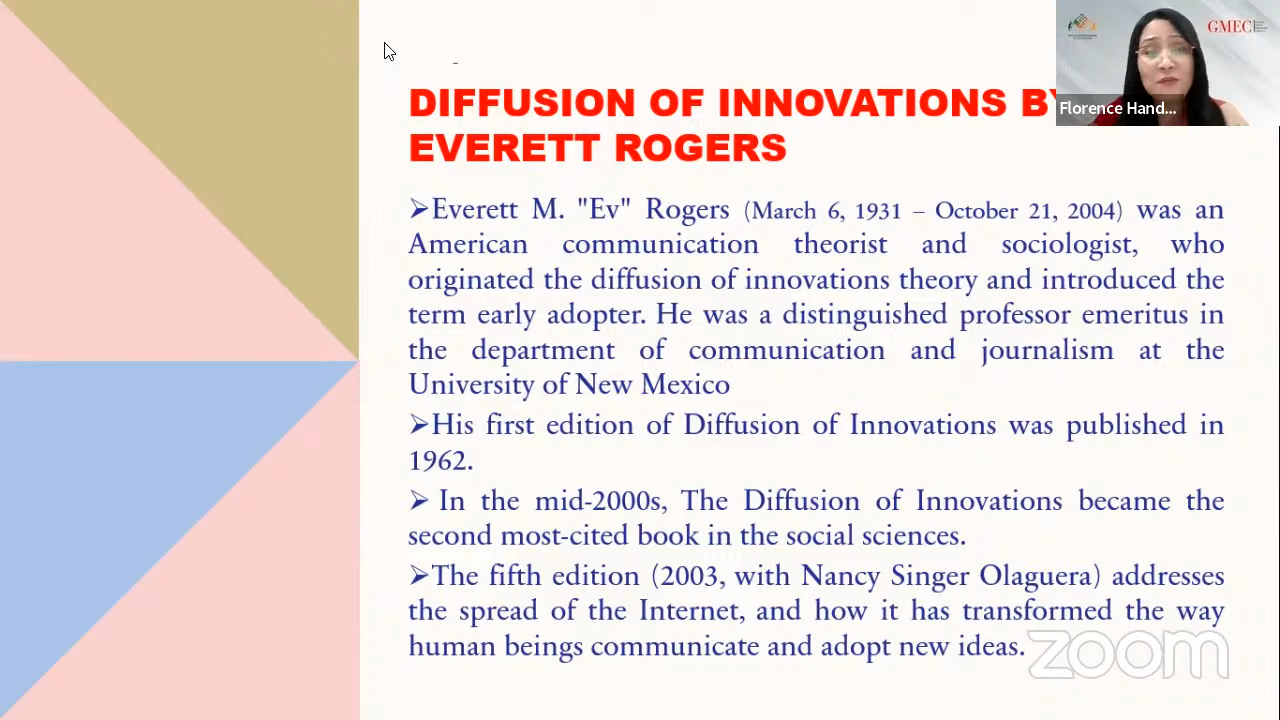 GMEC
Florence Hand...
DIFFUSION OF INNOVATIONS BY
EVERETT ROGERS
➢Everett M. "Ev" Rogers (March 6, 1931 – October 21, 2004) was an
American communication theorist and sociologist, who
originated the diffusion of innovations theory and introduced the
term early adopter. He was a distinguished professor emeritus in
the department of communication and journalism at the
University of New Mexico
➢His first edition of Diffusion of Innovations was published in
1962.
➢ In the mid-2000s, The Diffusion of Innovations became the
second most-cited book in the social sciences.
➢The fifth edition (2003, with Nancy Singer Olaguera) addresses
the spread of the Internet, and how it has transformed the way
human beings communicate and adopt new ideas.
zoom